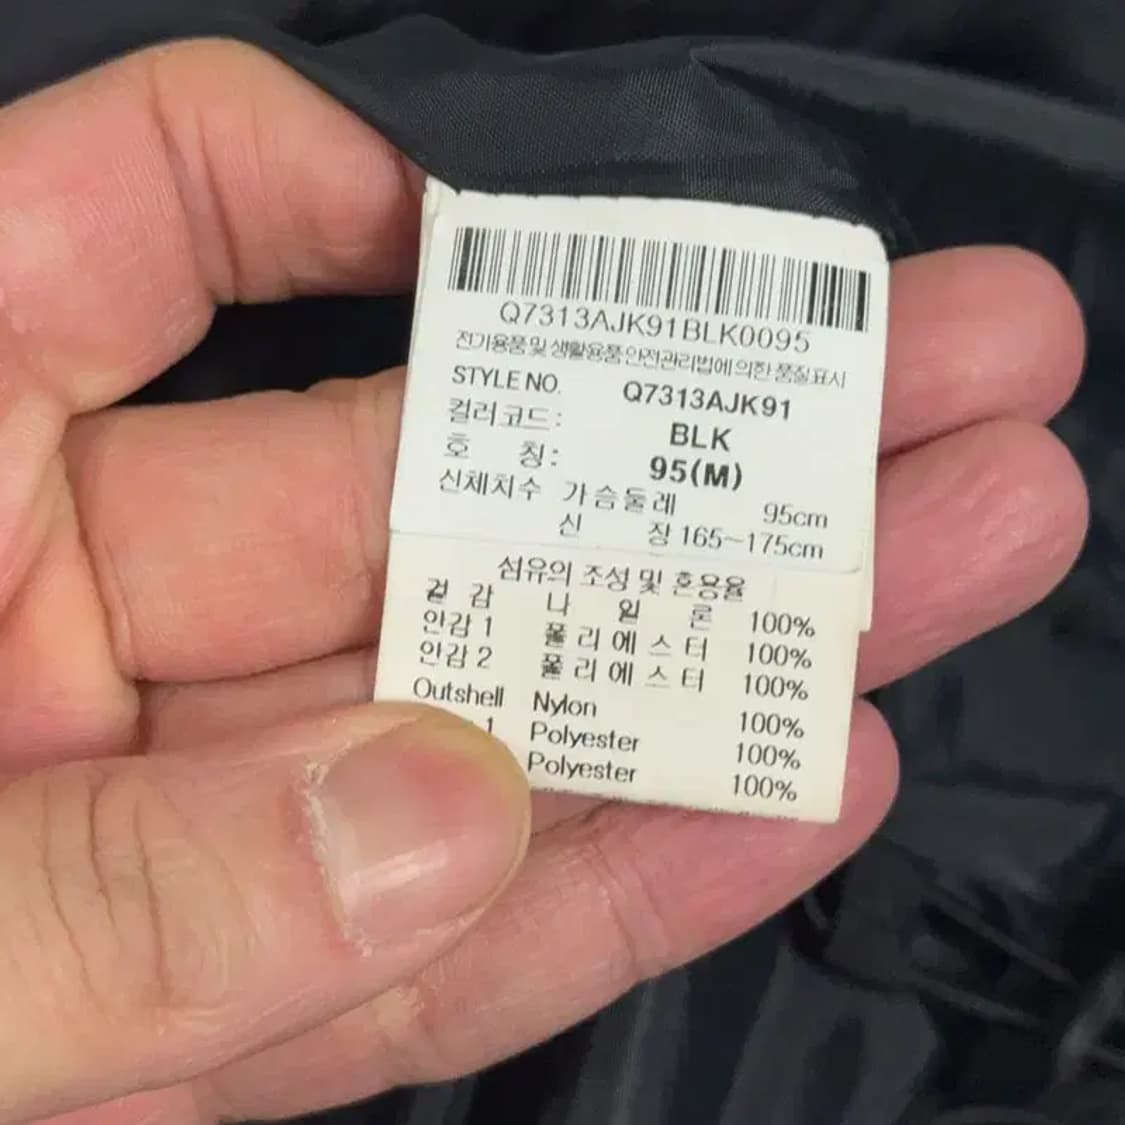 Q7313AJK91BLK0095
전기용품 및 생활용품 안전관리법에 의한 품질표시
STYLE NO. Q7313AJK91
컬러코드: BLK
호 칭: 95(M)
신체치수 가슴둘레 95cm
신 장 165~175cm
섬유의 조성 및 혼용율
겉 감 나 일 론 100%
안감 1 폴리에스터 100%
안감 2 폴리에스터 100%
Outshell Nylon 100%
1 Polyester 100%
Polyester 100%